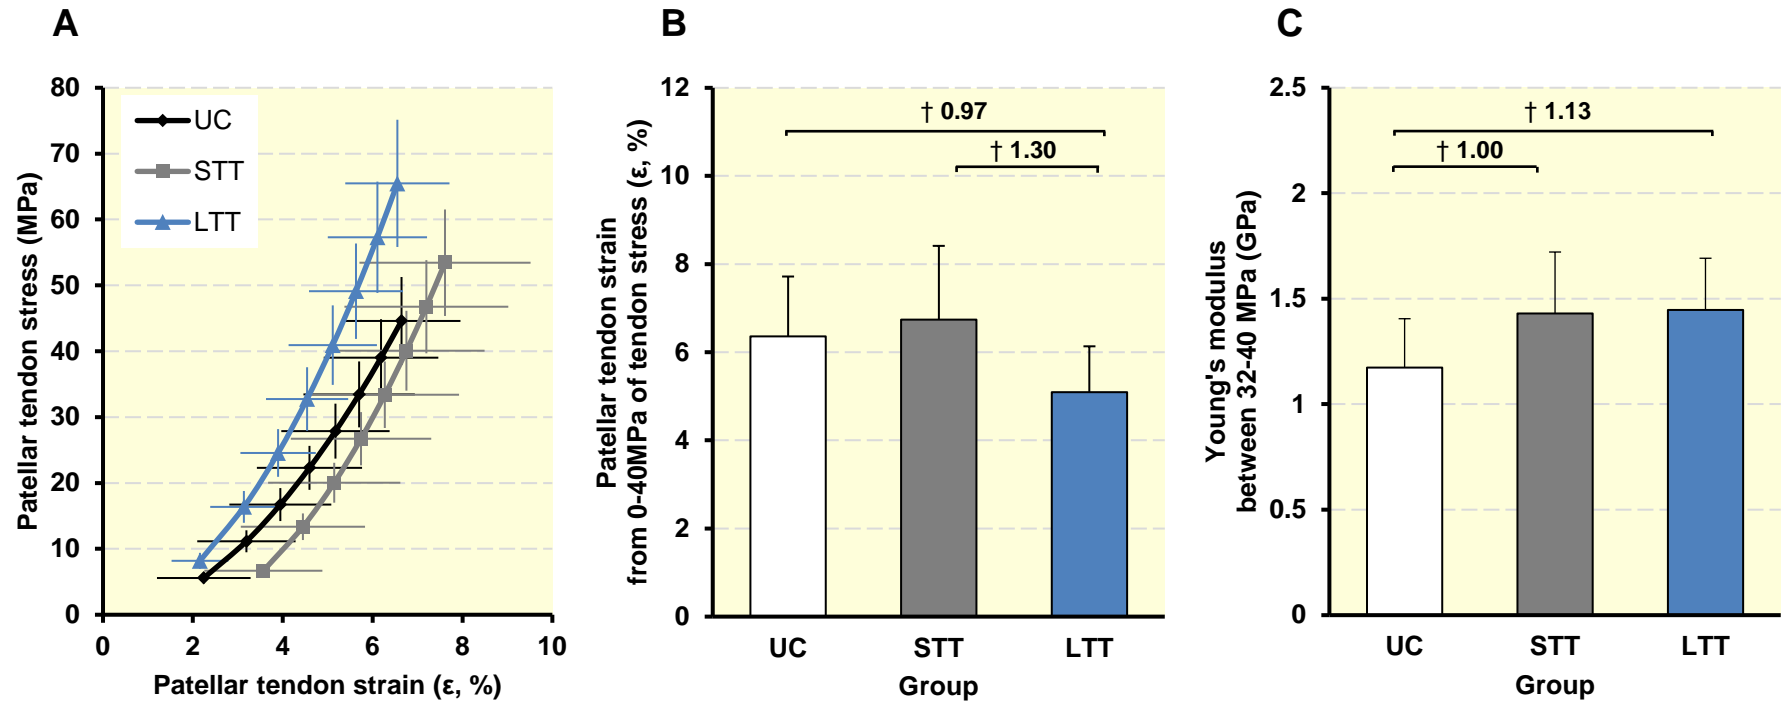 A
80
70
60
50
40
30
20
10
0
0 2 4 6 8 10
Patellar tendon stress (MPa)
Patellar tendon strain (ε, %)
UC
STT
LTT
B
12
10
8
6
4
2
0
Patellar tendon strain
from 0-40MPa of tendon stress (ε, %)
† 0.97
† 1.30
UC STT LTT
Group
C
2.5
2
1.5
1
0.5
0
Young's modulus
between 32-40 MPa (GPa)
† 1.13
† 1.00
UC STT LTT
Group